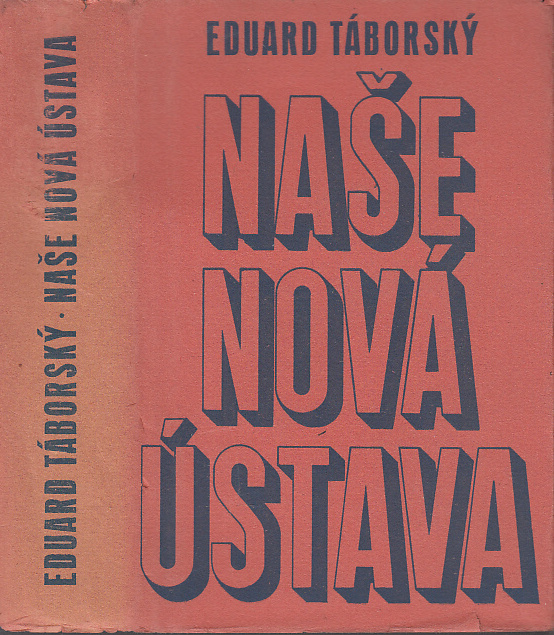 EDUARD TÁBORSKÝ · NAŠE NOVÁ ÚSTAVA
EDUARD TÁBORSKÝ
NAŠE
NOVÁ
ÚSTAVA